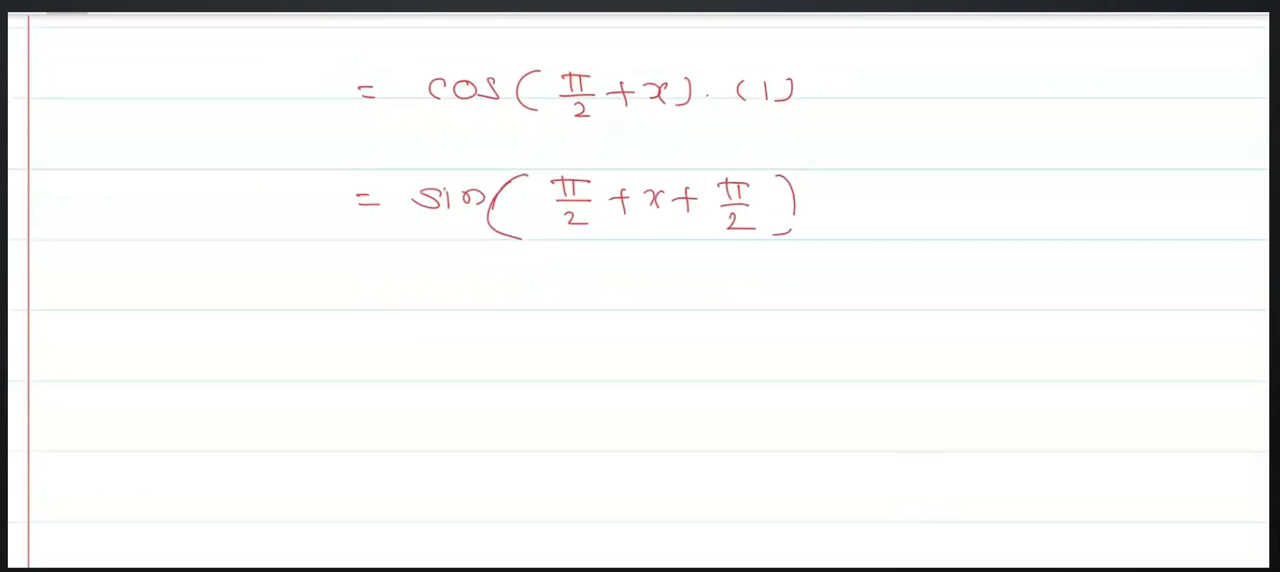 = cos(π/2 + x) . (1)
= sin(π/2 + x + π/2)